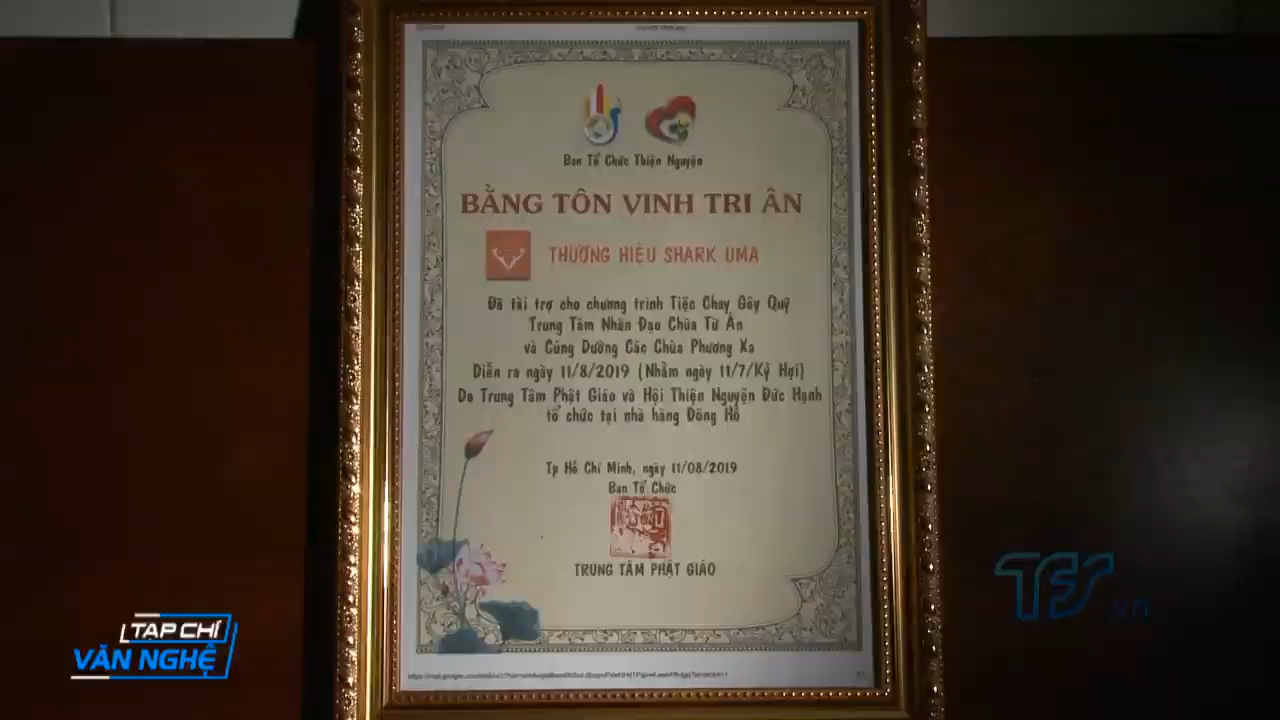 Ban Tổ Chức Thiện Nguyện
BẰNG TÔN VINH TRI ÂN
THƯƠNG HIỆU SHARK UMA
Đã tài trợ cho chương trình Tiệc Chay Gây Quỹ
Trung Tâm Nhân Đạo Chùa Từ Ân
và Cúng Dường Các Chùa Phương Xa
Diễn ra ngày 11/8/2019 (Nhằm ngày 11/7/Kỷ Hợi)
Do Trung Tâm Phật Giáo và Hội Thiện Nguyện Đức Hạnh
tổ chức tại nhà hàng Đông Hồ
Tp Hồ Chí Minh, ngày 11/08/2019
Ban Tổ Chức
TRUNG TÂM PHẬT GIÁO
TẠP CHÍ
VĂN NGHỆ
TFS.vn